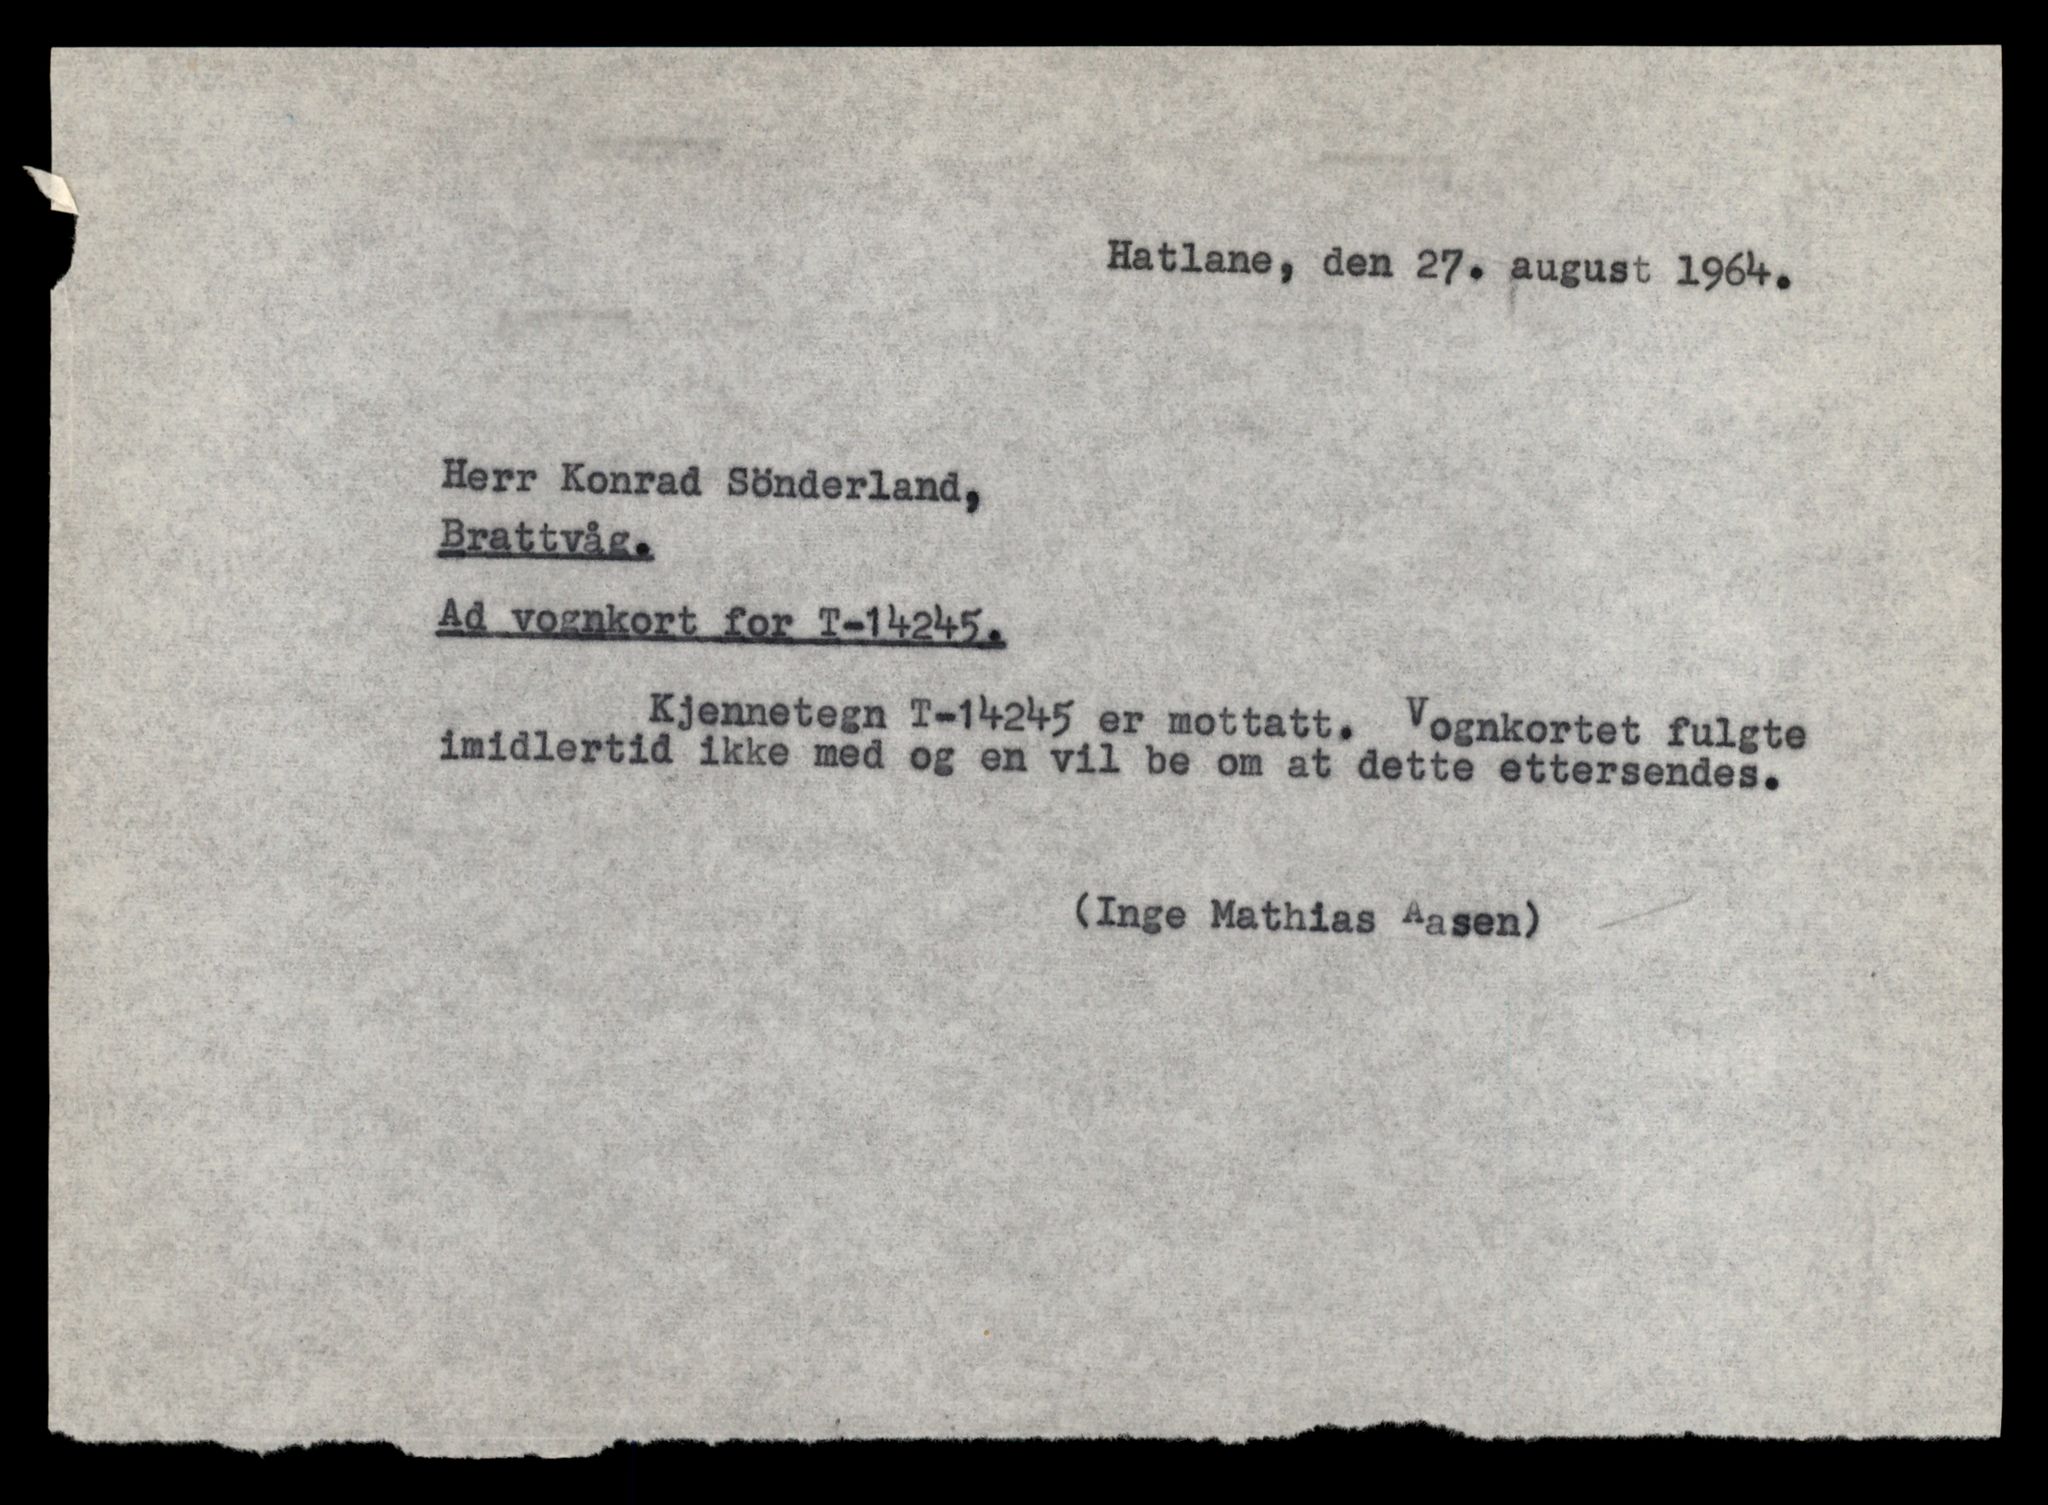 Hatlane, den 27. august 1964.
Herr Konrad Sönderland,
Brattvåg.
Ad vognkort for T-14245.
Kjennetegn T-14245 er mottatt. Vognkortet fulgte
imidlertid ikke med og en vil be om at dette ettersendes.
(Inge Mathias Aasen)